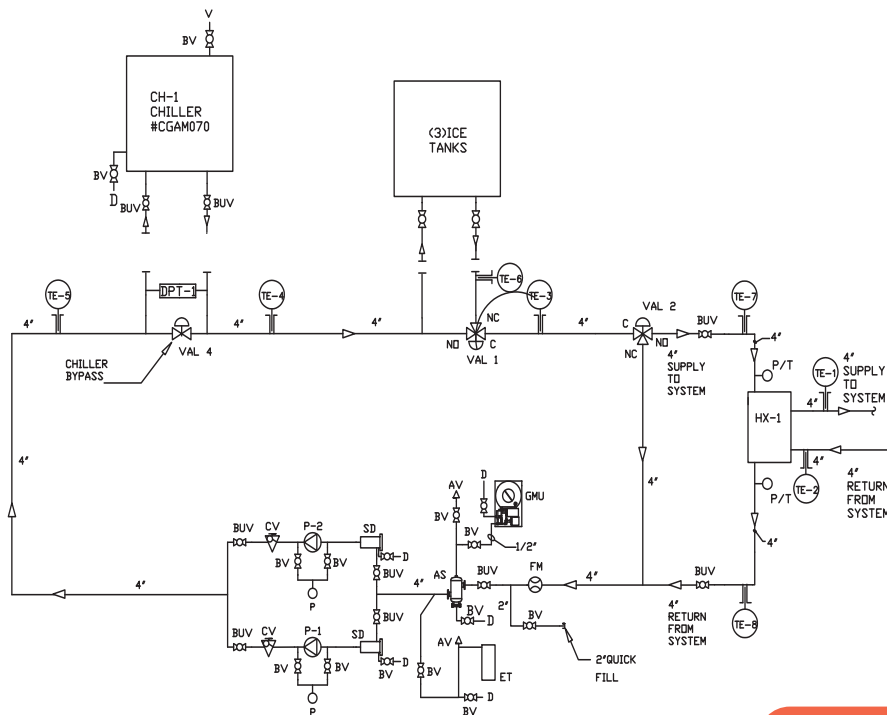 V
BV
CH-1
CHILLER
#CGAM070
BV
D
BUV
BUV
(3)ICE
TANKS
TE-5
DPT-1
TE-4
TE-6
TE-3
VAL 2
TE-7
4"
4"
4"
4"
NC
NO
C
VAL 1
VAL 4
CHILLER
BYPASS
C
NO
NC
BUV
4"
SUPPLY
TO
SYSTEM
4"
P/T
TE-1
4"
SUPPLY
TO
SYSTEM
4"
HX-1
TE-2
4"
4"
RETURN
FROM
SYSTEM
P/T
4"
4"
4"
AV
D
GMU
BV
BV
1/2"
BUV
CV
P-2
SD
BV
BV
D
BUV
P
4"
4"
AS
BUV
FM
4"
BUV
BV
D
2"
BV
4"
RETURN
FROM
SYSTEM
TE-8
2"QUICK
FILL
BUV
BUV
CV
P-1
SD
BV
BV
D
BV
P
AV
BV
ET
D
BV